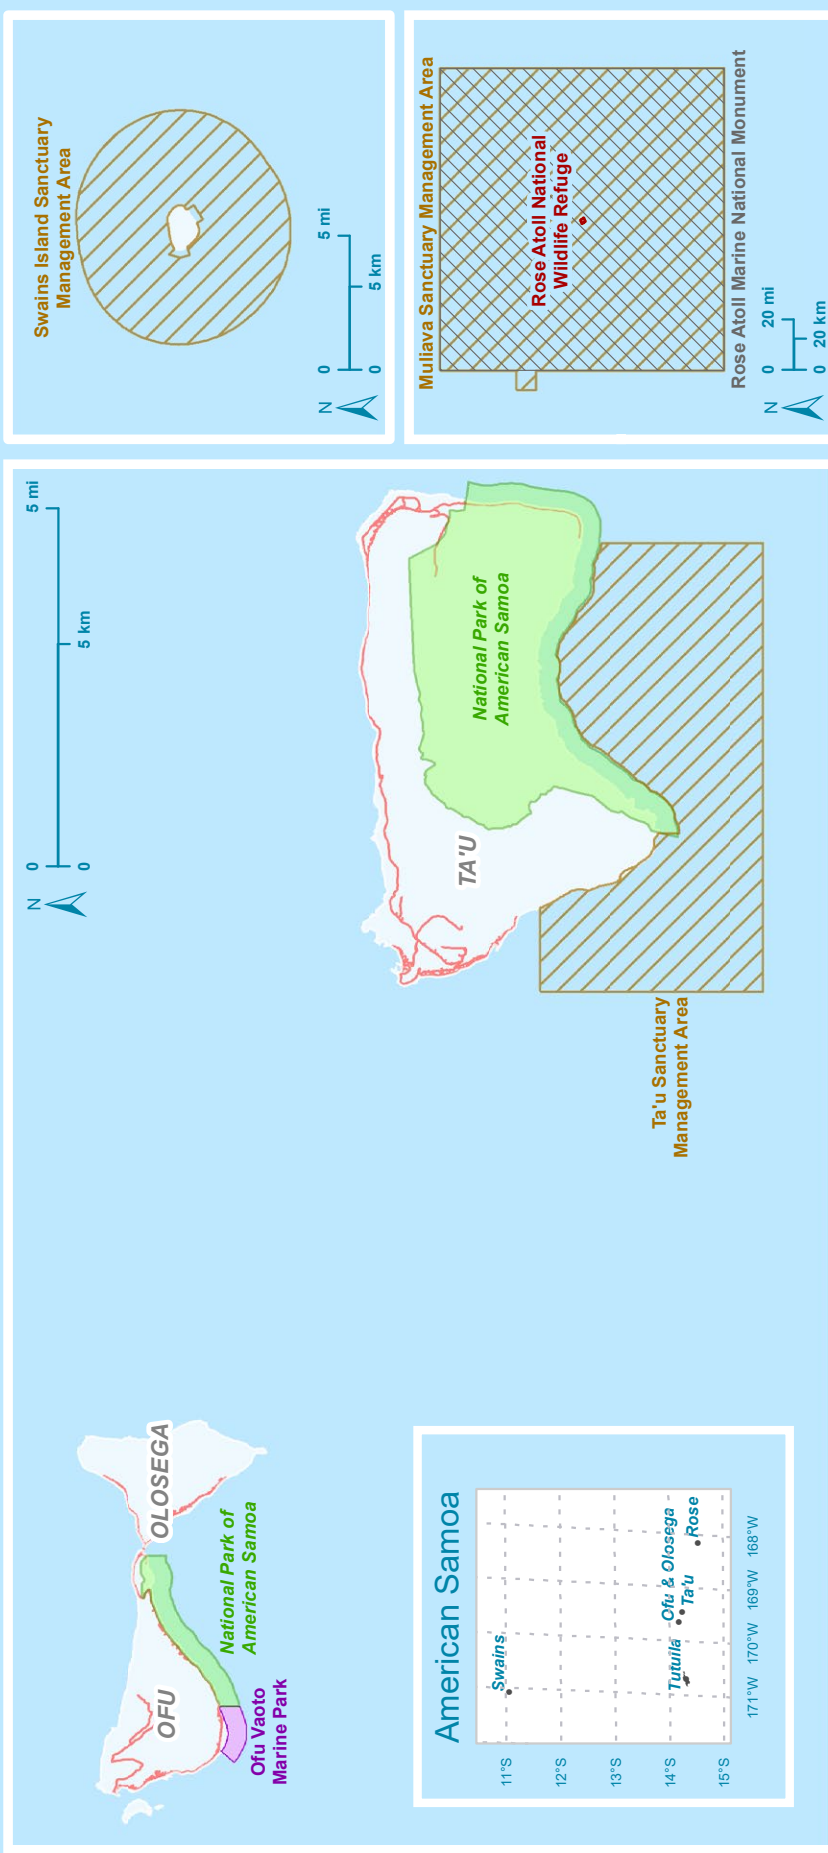 OFU
OLOSEGA
National Park of
American Samoa
Ofu Vaoto
Marine Park
N
0
5 mi
0
5 km
TA'U
National Park of
American Samoa
Ta'u Sanctuary
Management Area
American Samoa
Swains
Ofu & Olosega
Tutuila
Ta'u
Rose
11°S
12°S
13°S
14°S
15°S
171°W
170°W
169°W
168°W
Swains Island Sanctuary
Management Area
N
0
5 mi
0
5 km
Muliava Sanctuary Management Area
Rose Atoll National
Wildlife Refuge
Rose Atoll Marine National Monument
N
0
20 mi
0
20 km